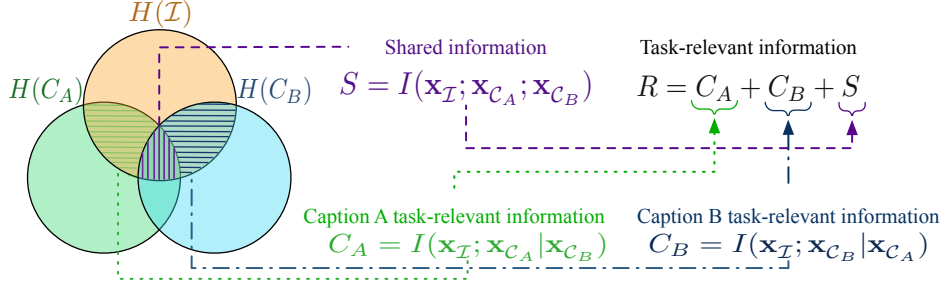 H(I)
H(C_A)
H(C_B)
Shared information
S = I(x_I; x_{C_A}; x_{C_B})
Task-relevant information
R = C_A + C_B + S
Caption A task-relevant information
C_A = I(x_I; x_{C_A}|x_{C_B})
Caption B task-relevant information
C_B = I(x_I; x_{C_B}|x_{C_A})